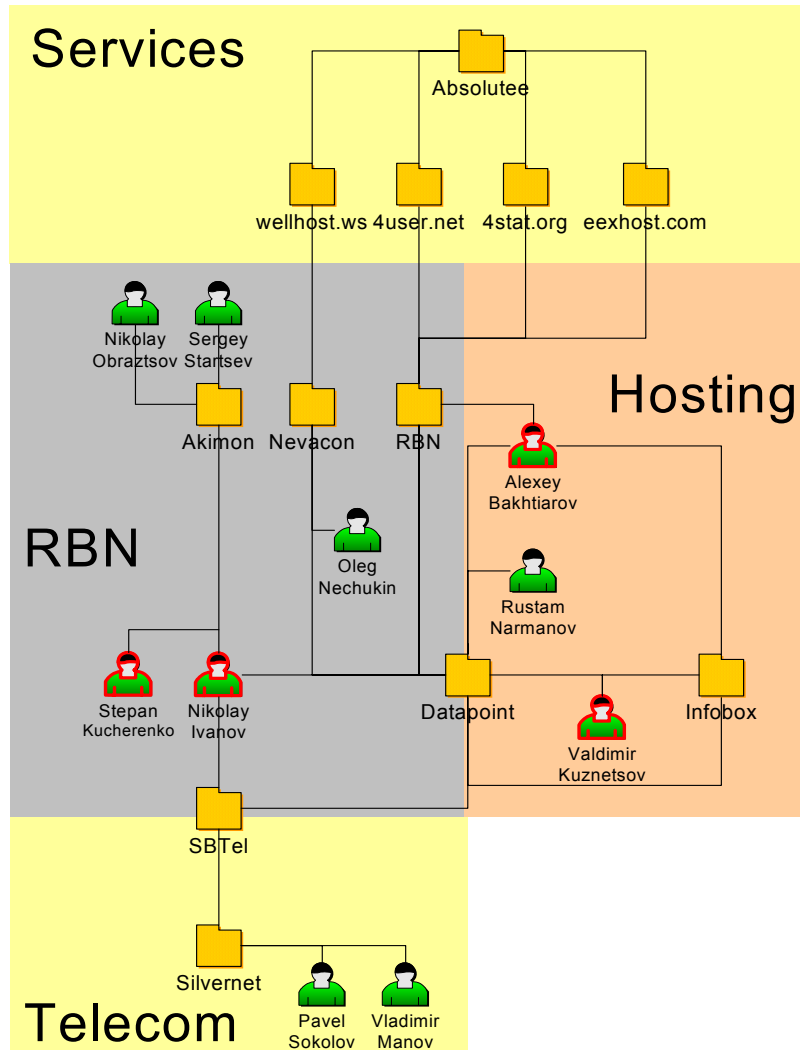 Services
Absolutee
wellhost.ws 4user.net 4stat.org eexhost.com
Nikolay
Obraztsov
Sergey
Startsev
Hosting
Akimon Nevacon RBN
Alexey
Bakhtiarov
RBN
Oleg
Nechukin
Rustam
Narmanov
Stepan
Kucherenko
Nikolay
Ivanov
Datapoint
Infobox
Valdimir
Kuznetsov
SBTel
Silvernet
Telecom
Pavel
Sokolov
Vladimir
Manov